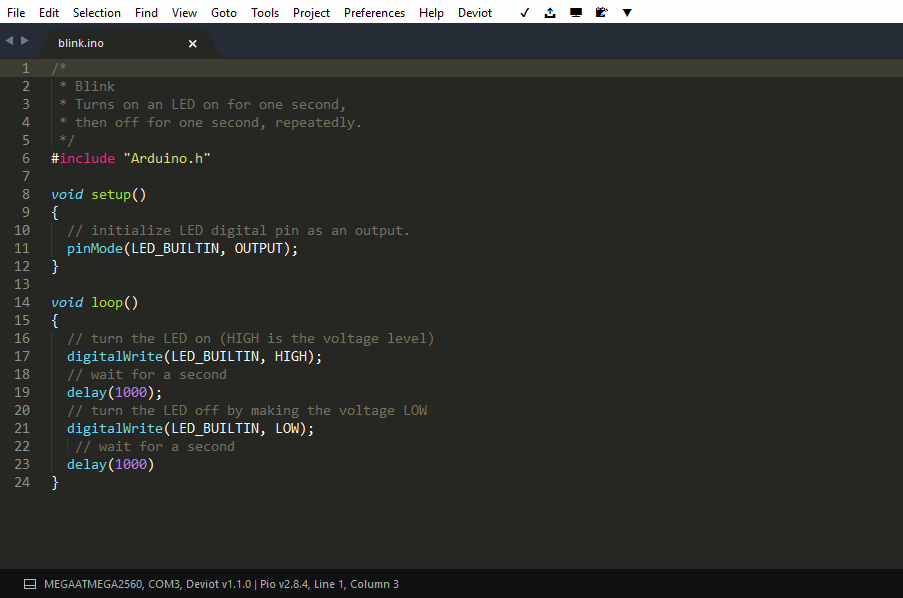 File Edit Selection Find View Goto Tools Project Preferences Help Deviot
blink.ino
1 /*
2  * Blink
3  * Turns on an LED on for one second,
4  * then off for one second, repeatedly.
5  */
6 #include "Arduino.h"
7
8 void setup()
9 {
10   // initialize LED digital pin as an output.
11   pinMode(LED_BUILTIN, OUTPUT);
12 }
13
14 void loop()
15 {
16   // turn the LED on (HIGH is the voltage level)
17   digitalWrite(LED_BUILTIN, HIGH);
18   // wait for a second
19   delay(1000);
20   // turn the LED off by making the voltage LOW
21   digitalWrite(LED_BUILTIN, LOW);
22    // wait for a second
23   delay(1000)
24 }
MEGAATMEGA2560, COM3, Deviot v1.1.0 | Pio v2.8.4, Line 1, Column 3